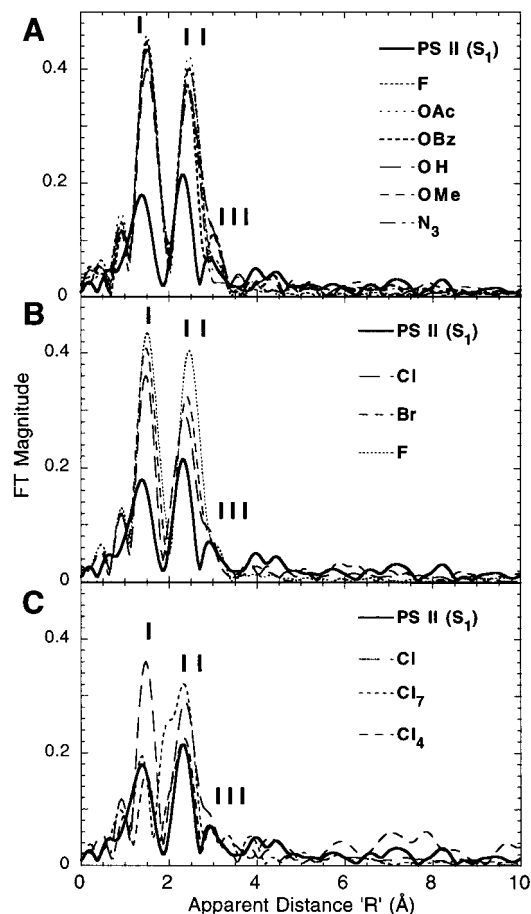 A
I
II
III
0.4
0.2
0
PS II (S1)
F
OAc
OBz
OH
OMe
N3
B
I
II
III
0.4
0.2
0
PS II (S1)
Cl
Br
F
FT Magnitude
C
I
II
III
0.4
0.2
0
PS II (S1)
Cl
Cl7
Cl4
0 2 4 6 8 10
Apparent Distance 'R' (Å)